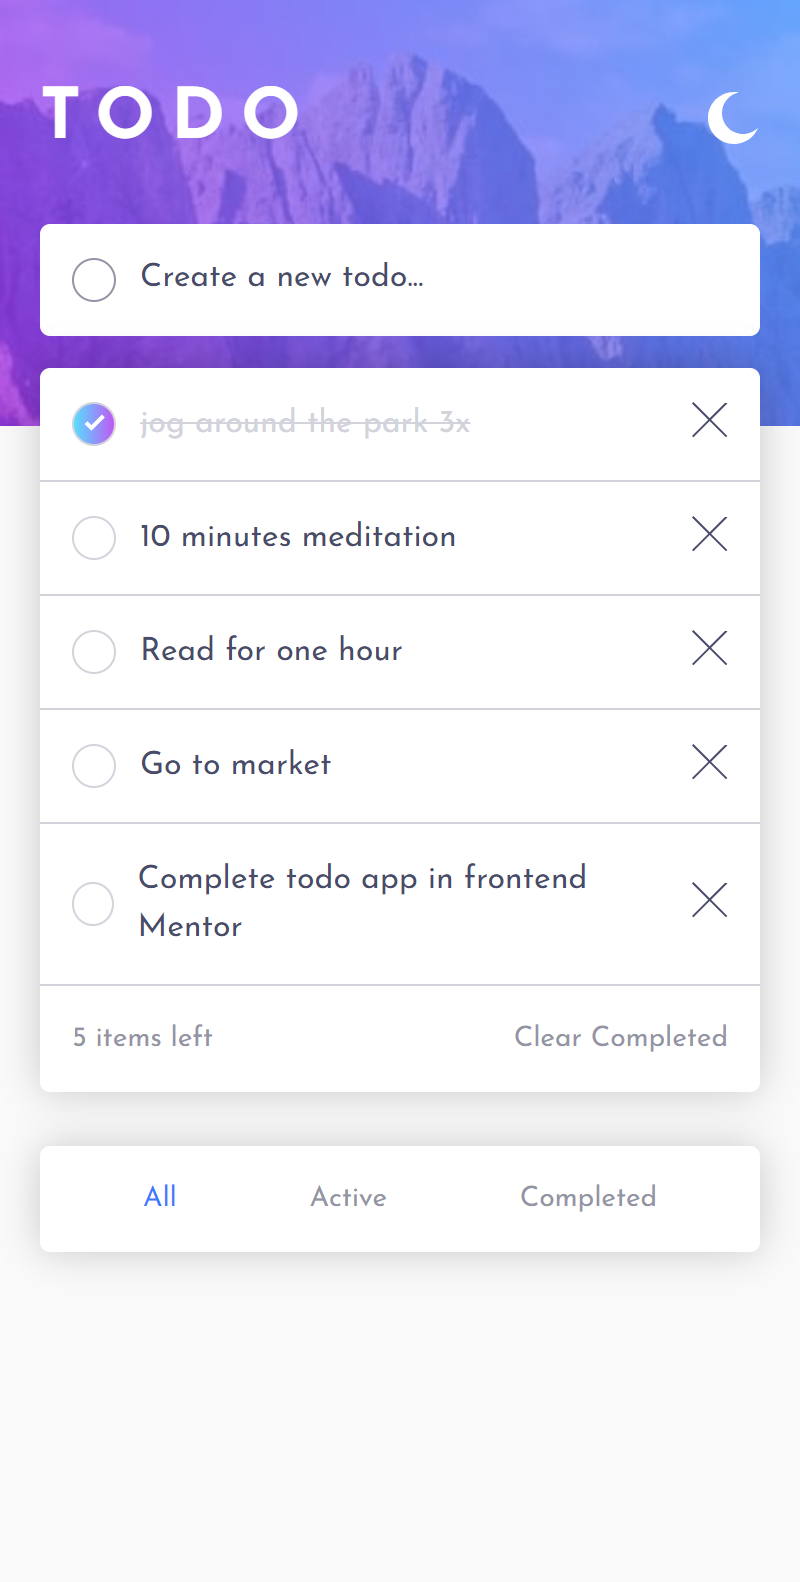 TODO
Create a new todo...
jog around the park 3x
10 minutes meditation
Read for one hour
Go to market
Complete todo app in frontend
Mentor
5 items left
Clear Completed
All
Active
Completed